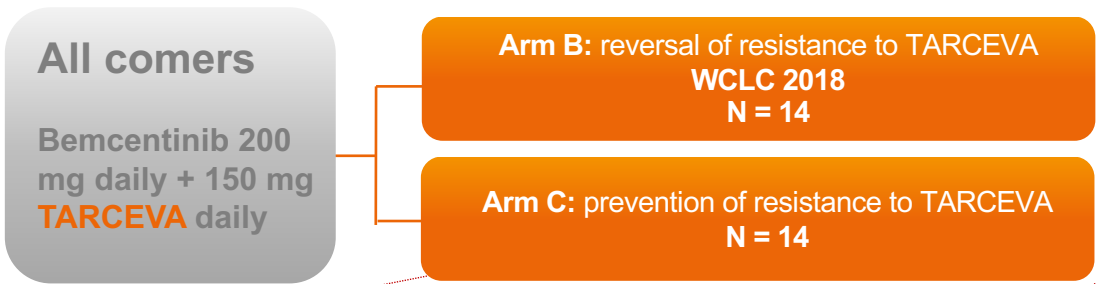 All comers
Bemcentinib 200
mg daily + 150 mg
TARCEVA daily
Arm B: reversal of resistance to TARCEVA
WCLC 2018
N = 14
Arm C: prevention of resistance to TARCEVA
N = 14